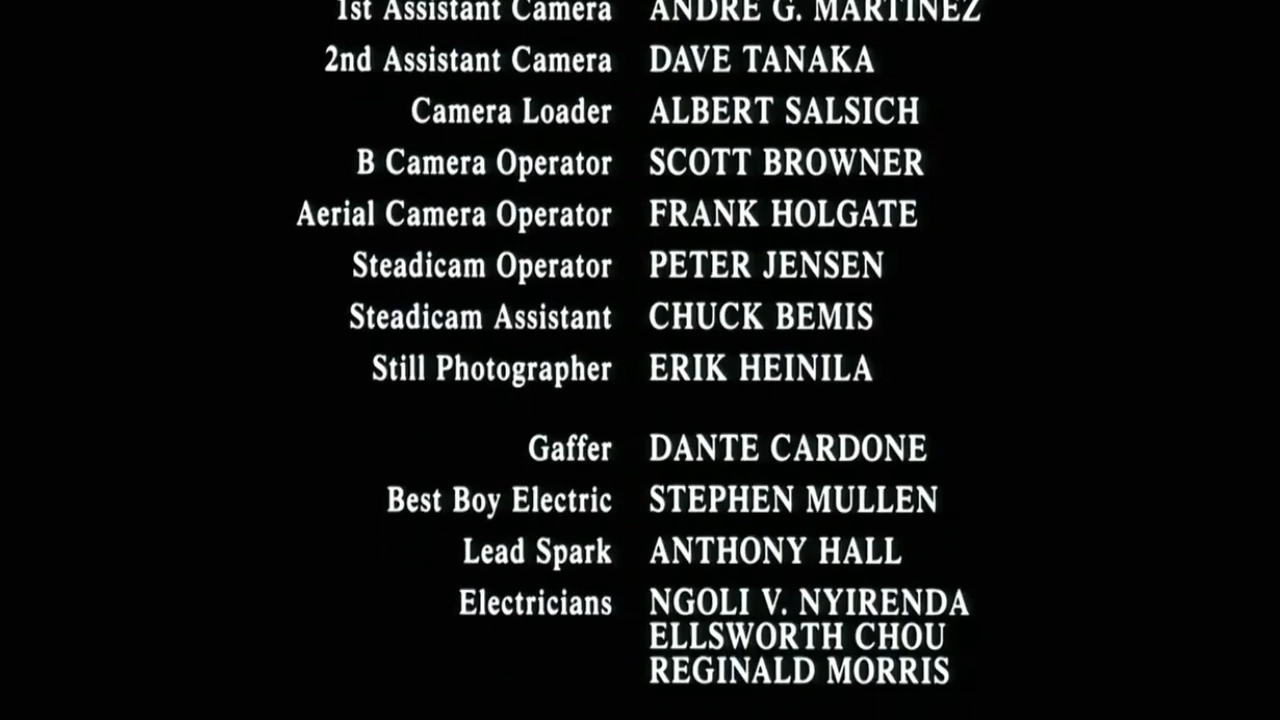 1st Assistant Camera ANDRE G. MARTINEZ
2nd Assistant Camera DAVE TANAKA
Camera Loader ALBERT SALSICH
B Camera Operator SCOTT BROWNER
Aerial Camera Operator FRANK HOLGATE
Steadicam Operator PETER JENSEN
Steadicam Assistant CHUCK BEMIS
Still Photographer ERIK HEINILA
Gaffer DANTE CARDONE
Best Boy Electric STEPHEN MULLEN
Lead Spark ANTHONY HALL
Electricians NGOLI V. NYIRENDA
ELLSWORTH CHOU
REGINALD MORRIS